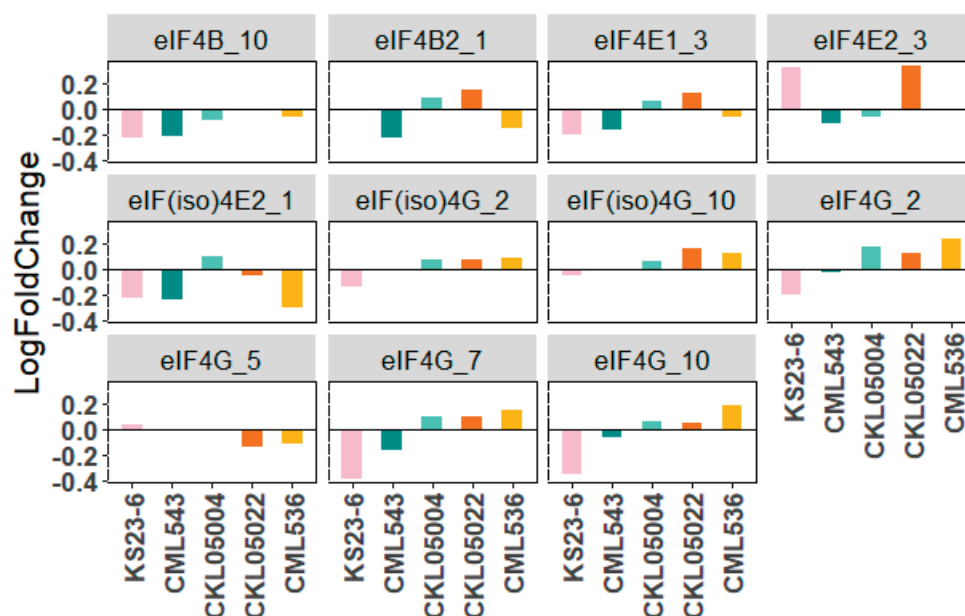 eIF4B_10 eIF4B2_1 eIF4E1_3 eIF4E2_3
0.2
0.0
-0.2
-0.4
eIF(iso)4E2_1 eIF(iso)4G_2 eIF(iso)4G_10 eIF4G_2
0.2
0.0
-0.2
-0.4
eIF4G_5 eIF4G_7 eIF4G_10
0.2
0.0
-0.2
-0.4
LogFoldChange
KS23-6 CML543 CKL05004 CKL05022 CML536
KS23-6 CML543 CKL05004 CKL05022 CML536
KS23-6 CML543 CKL05004 CKL05022 CML536
KS23-6 CML543 CKL05004 CKL05022 CML536